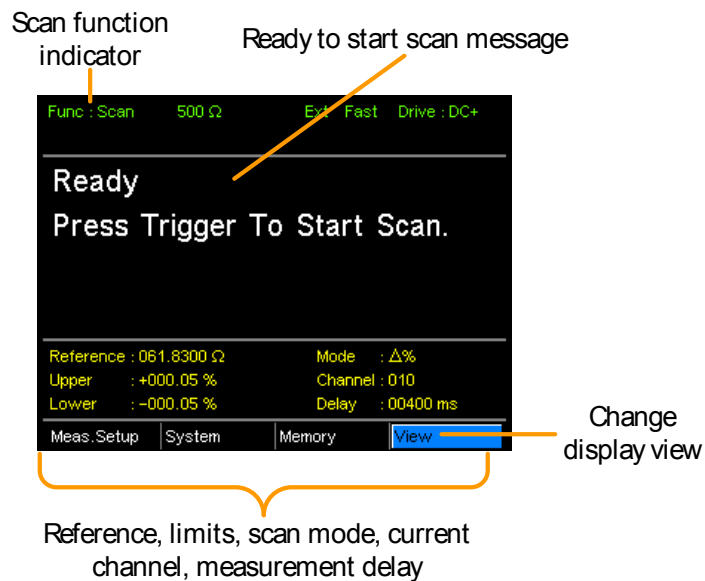 Scan function
indicator
Ready to start scan message
Func : Scan 500 Ω Ext Fast Drive : DC+
Ready
Press Trigger To Start Scan.
Reference : 061.8300 Ω Mode : Δ%
Upper : +000.05 % Channel : 010
Lower : −000.05 % Delay : 00400 ms
Meas.Setup System Memory View
Change
display view
Reference, limits, scan mode, current
channel, measurement delay